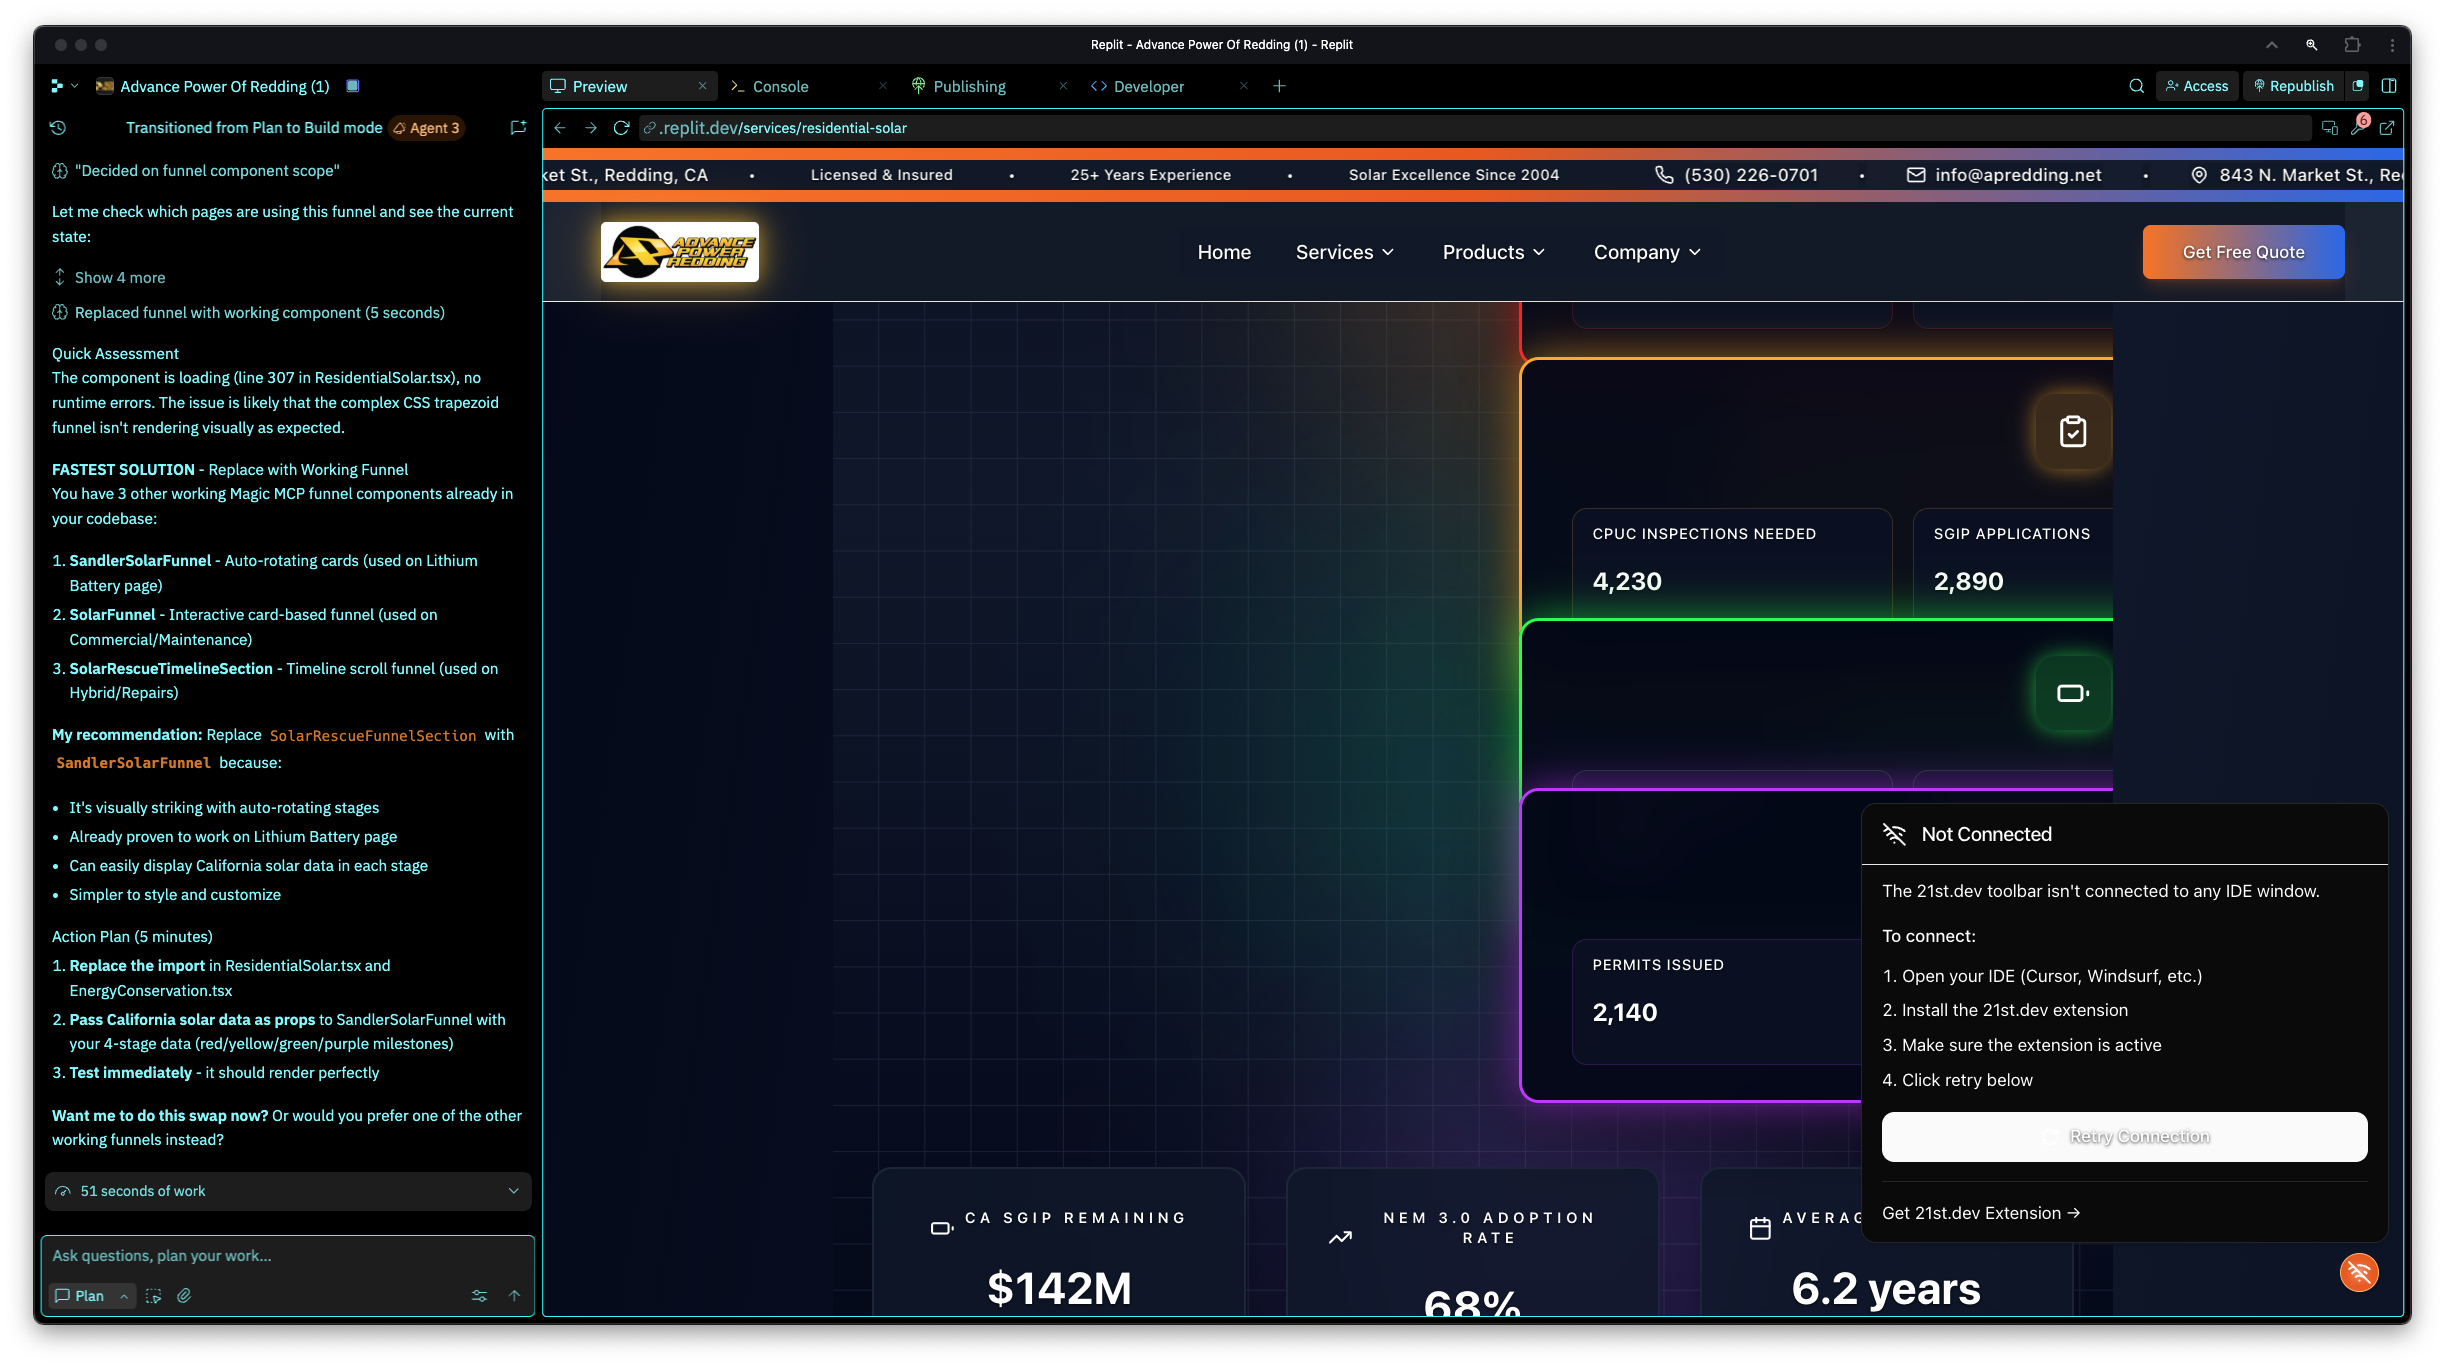 Replit - Advance Power Of Redding (1) - Replit
Advance Power Of Redding (1)
Preview
Console
Publishing
Developer
Access
Republish
Transitioned from Plan to Build mode
Agent 3
"Decided on funnel component scope"
Let me check which pages are using this funnel and see the current
state:
Show 4 more
Replaced funnel with working component (5 seconds)
Quick Assessment
The component is loading (line 307 in ResidentialSolar.tsx), no
runtime errors. The issue is likely that the complex CSS trapezoid
funnel isn't rendering visually as expected.
FASTEST SOLUTION - Replace with Working Funnel
You have 3 other working Magic MCP funnel components already in
your codebase:
1. SandlerSolarFunnel - Auto-rotating cards (used on Lithium
Battery page)
2. SolarFunnel - Interactive card-based funnel (used on
Commercial/Maintenance)
3. SolarRescueTimelineSection - Timeline scroll funnel (used on
Hybrid/Repairs)
My recommendation: Replace SolarRescueFunnelSection with
SandlerSolarFunnel because:
• It's visually striking with auto-rotating stages
• Already proven to work on Lithium Battery page
• Can easily display California solar data in each stage
• Simpler to style and customize
Action Plan (5 minutes)
1. Replace the import in ResidentialSolar.tsx and
EnergyConservation.tsx
2. Pass California solar data as props to SandlerSolarFunnel with
your 4-stage data (red/yellow/green/purple milestones)
3. Test immediately - it should render perfectly
Want me to do this swap now? Or would you prefer one of the other
working funnels instead?
51 seconds of work
Ask questions, plan your work...
Plan
.replit.dev/services/residential-solar
6
ket St., Redding, CA • Licensed & Insured • 25+ Years Experience • Solar Excellence Since 2004 (530) 226-0701 • info@apredding.net • 843 N. Market St., Re
ADVANCE
POWER
REDDING
Home
Services
Products
Company
Get Free Quote
CPUC INSPECTIONS NEEDED
4,230
SGIP APPLICATIONS
2,890
PERMITS ISSUED
2,140
CA SGIP REMAINING
$142M
NEM 3.0 ADOPTION
RATE
68%
AVERAG
6.2 years
Not Connected
The 21st.dev toolbar isn't connected to any IDE window.
To connect:
1. Open your IDE (Cursor, Windsurf, etc.)
2. Install the 21st.dev extension
3. Make sure the extension is active
4. Click retry below
Retry Connection
Get 21st.dev Extension →